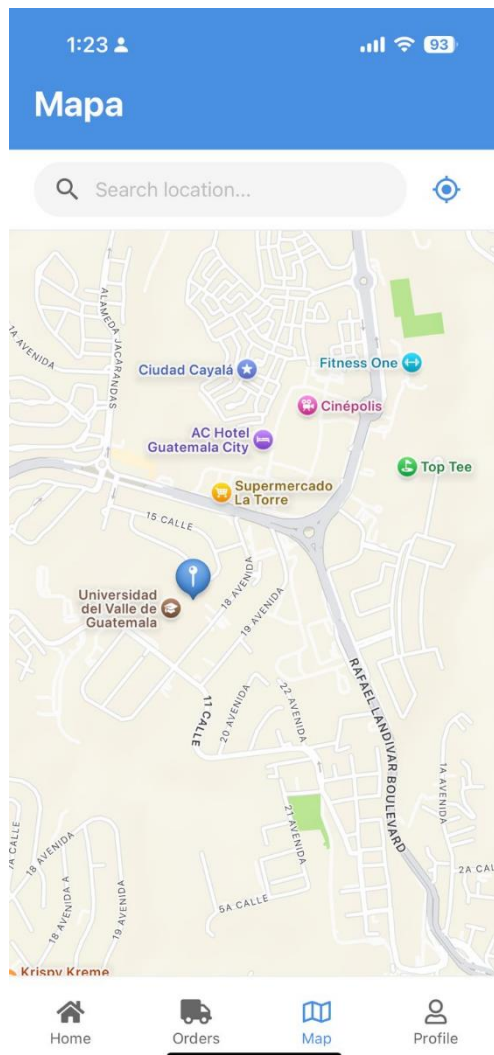 1:23
93
Mapa
Search location...
ALAMEDA JACARANDAS
1A AVENIDA
Ciudad Cayalá
Fitness One
Cinépolis
AC Hotel
Guatemala City
Top Tee
Supermercado
La Torre
15 CALLE
Universidad
del Valle de
Guatemala
18 AVENIDA
19 AVENIDA
11 CALLE
20 AVENIDA
22 AVENIDA
RAFAEL LANDIVAR BOULEVARD
1A AVENIDA
21 AVENIDA
18 AVENIDA
2A CAL
18 AVENIDA A
19 AVENIDA
5A CALLE
Krispy Kreme
Home
Orders
Map
Profile